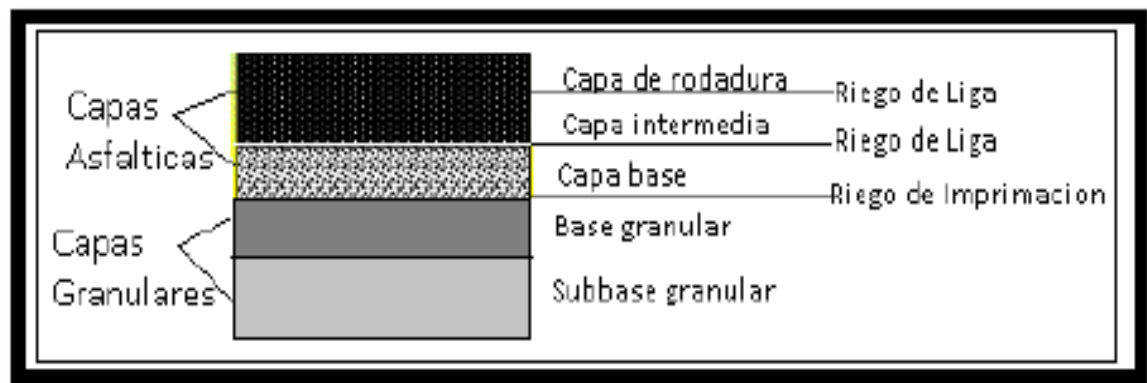 Capas
Asfalticas
Capas
Granulares
Capa de rodadura
Capa intermedia
Capa base
Base granular
Subbase granular
Riego de Liga
Riego de Liga
Riego de Imprimacion